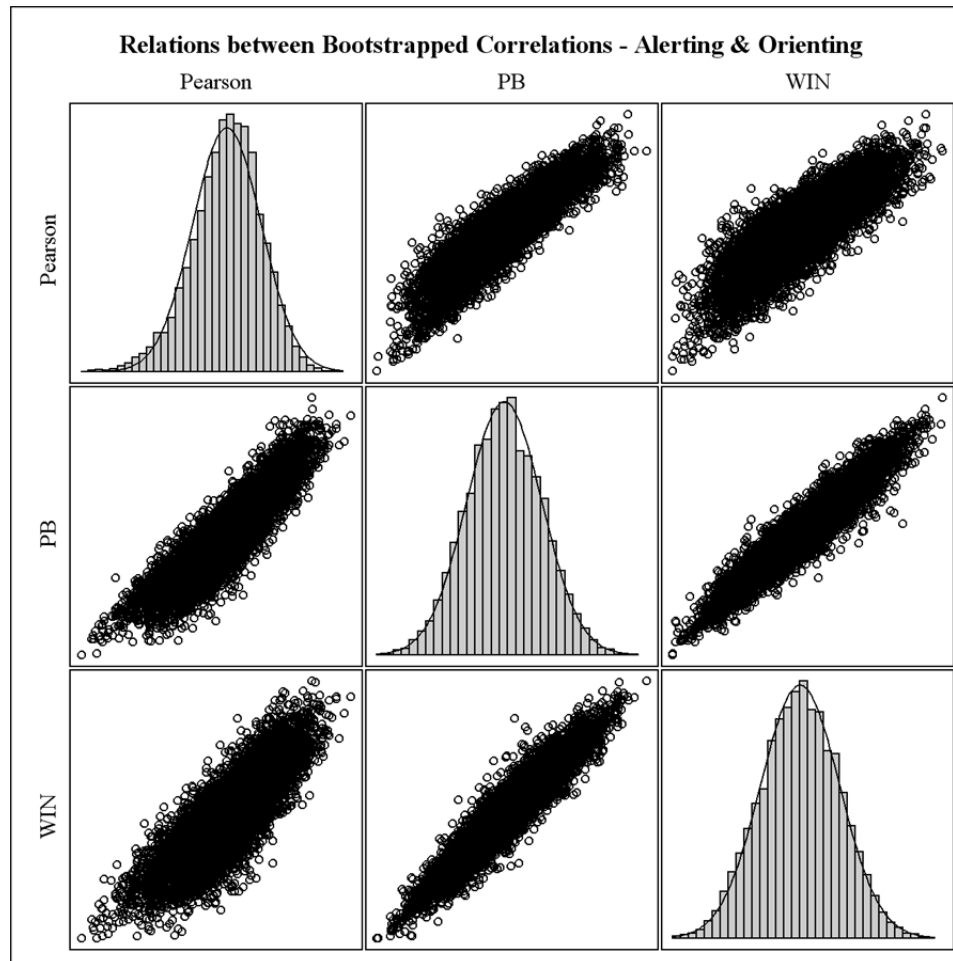 Relations between Bootstrapped Correlations - Alerting & Orienting
Pearson PB WIN
Pearson
PB
WIN